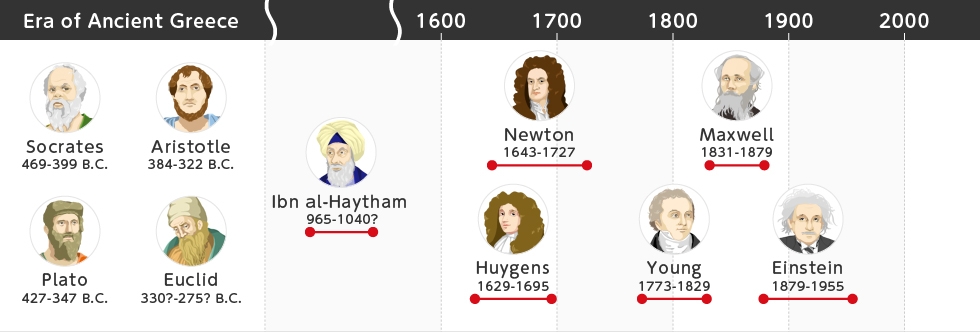 Era of Ancient Greece
1600
1700
1800
1900
2000
Socrates
469-399 B.C.
Aristotle
384-322 B.C.
Plato
427-347 B.C.
Euclid
330?-275? B.C.
Ibn al-Haytham
965-1040?
Newton
1643-1727
Huygens
1629-1695
Maxwell
1831-1879
Young
1773-1829
Einstein
1879-1955